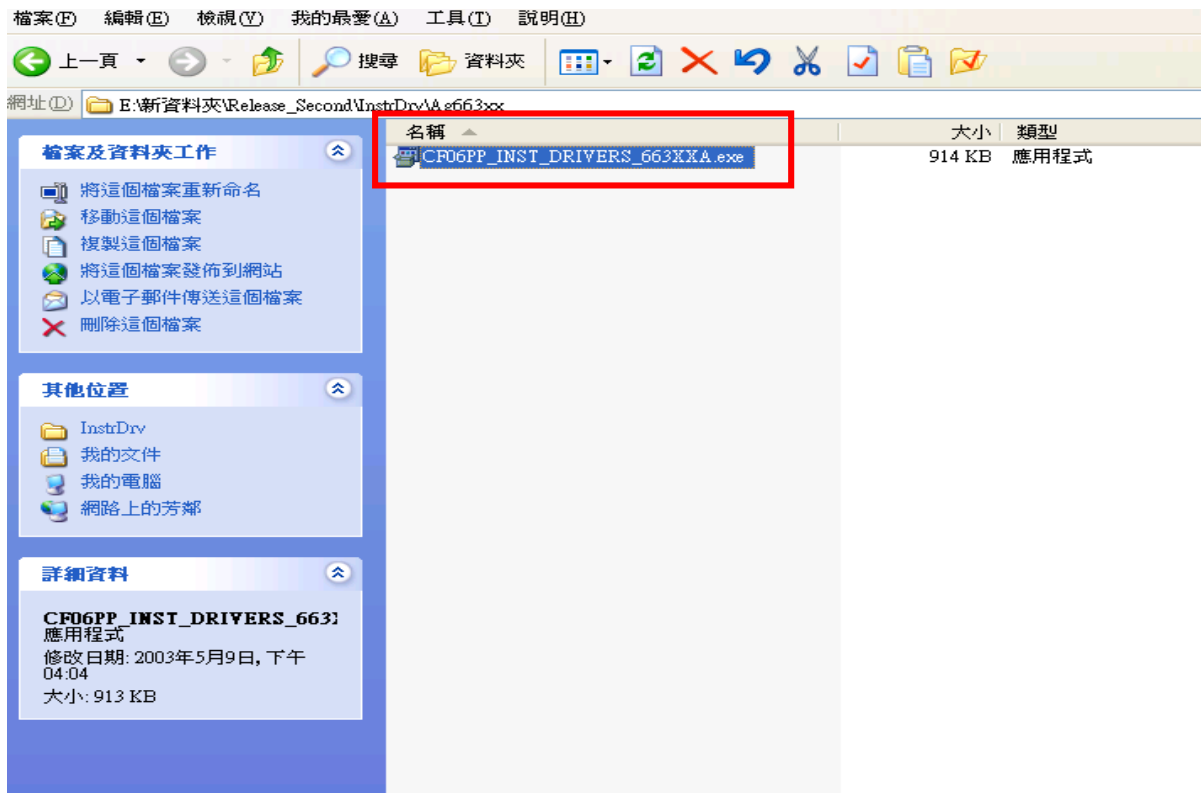 檔案(F) 編輯(E) 檢視(V) 我的最愛(A) 工具(T) 說明(H)
上一頁 搜尋 資料夾
網址(D) E:\新資料夾\Release_Second\InstrDrv\Ag663xx
名稱 大小 類型
CF06PP_INST_DRIVERS_663XXA.exe 914 KB 應用程式
檔案及資料夾工作
將這個檔案重新命名
移動這個檔案
複製這個檔案
將這個檔案發佈到網站
以電子郵件傳送這個檔案
刪除這個檔案
其他位置
InstrDrv
我的文件
我的電腦
網路上的芳鄰
詳細資料
CF06PP_INST_DRIVERS_663
應用程式
修改日期: 2003年5月9日, 下午
04:04
大小: 913 KB